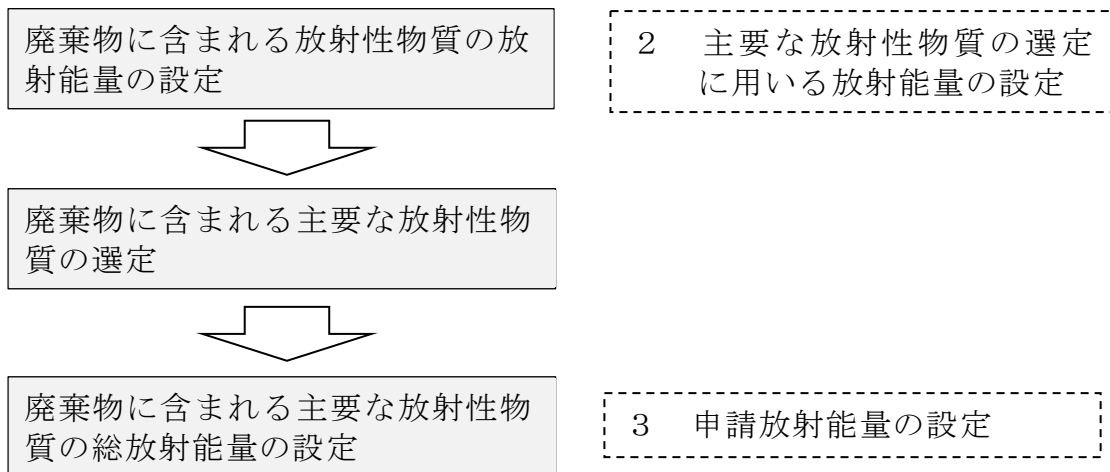 廃棄物に含まれる放射性物質の放
射能量の設定
2 主要な放射性物質の選定
に用いる放射能量の設定
廃棄物に含まれる主要な放射性物
質の選定
廃棄物に含まれる主要な放射性物
質の総放射能量の設定
3 申請放射能量の設定